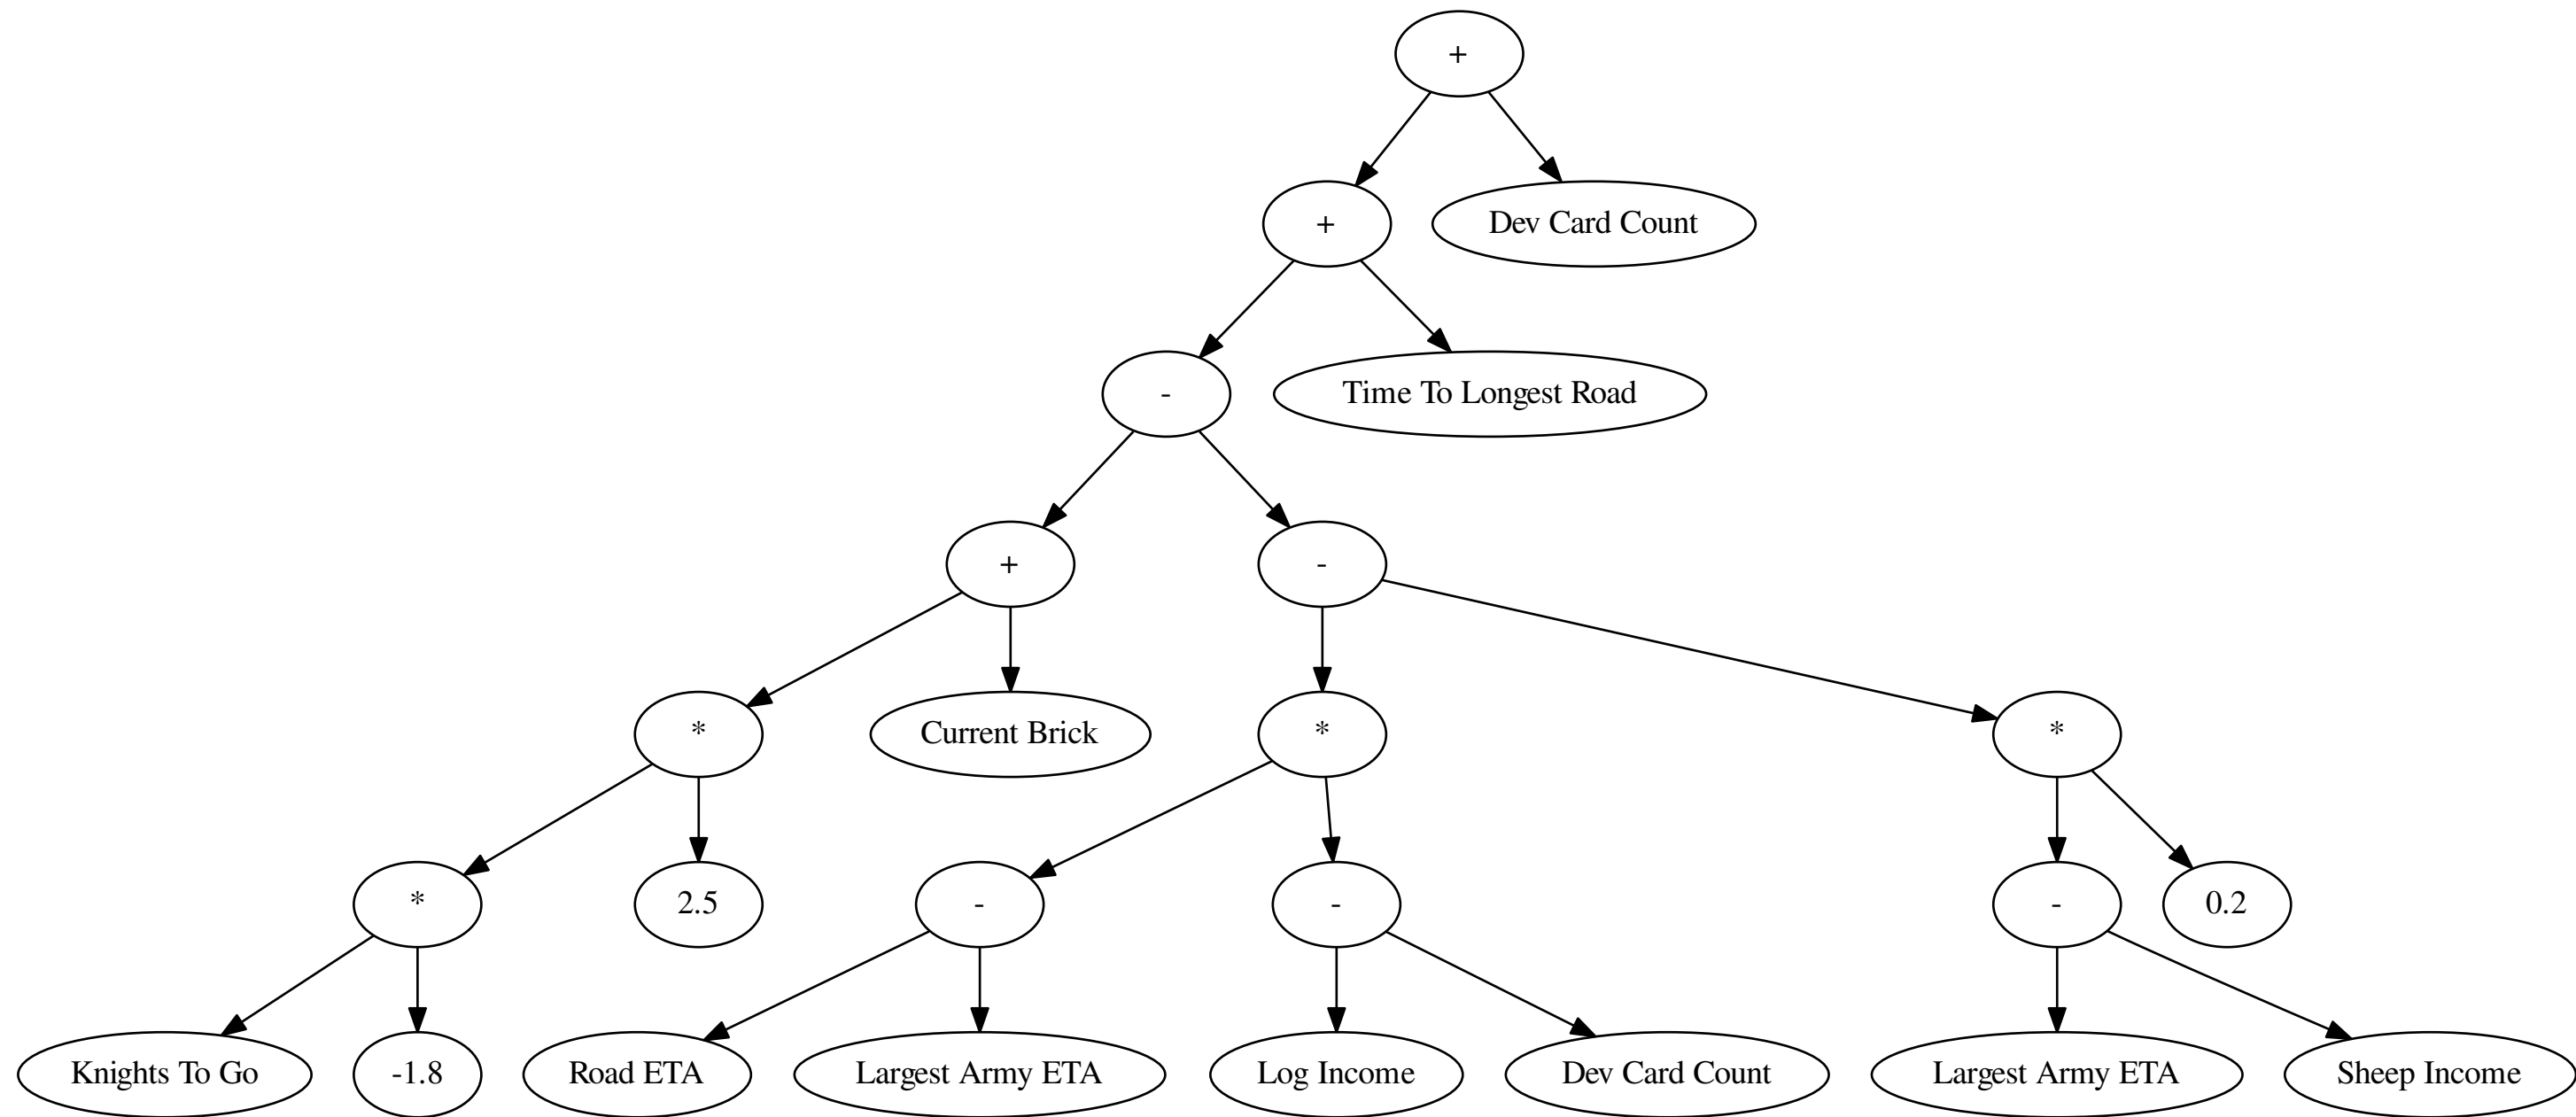 +
+
Dev Card Count
-
Time To Longest Road
+
-
*
Current Brick
*
*
*
2.5
-
-
-
0.2
Knights To Go
-1.8
Road ETA
Largest Army ETA
Log Income
Dev Card Count
Largest Army ETA
Sheep Income